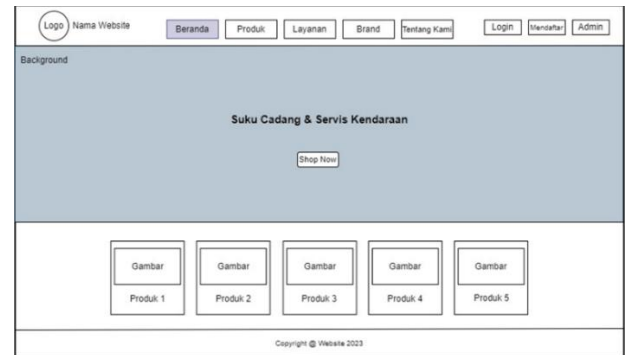 Logo Nama Website Beranda Produk Layanan Brand Tentang Kami Login Mendaftar Admin
Background
Suku Cadang & Servis Kendaraan
Shop Now
Gambar Gambar Gambar Gambar Gambar
Produk 1 Produk 2 Produk 3 Produk 4 Produk 5
Copyright @ Website 2023